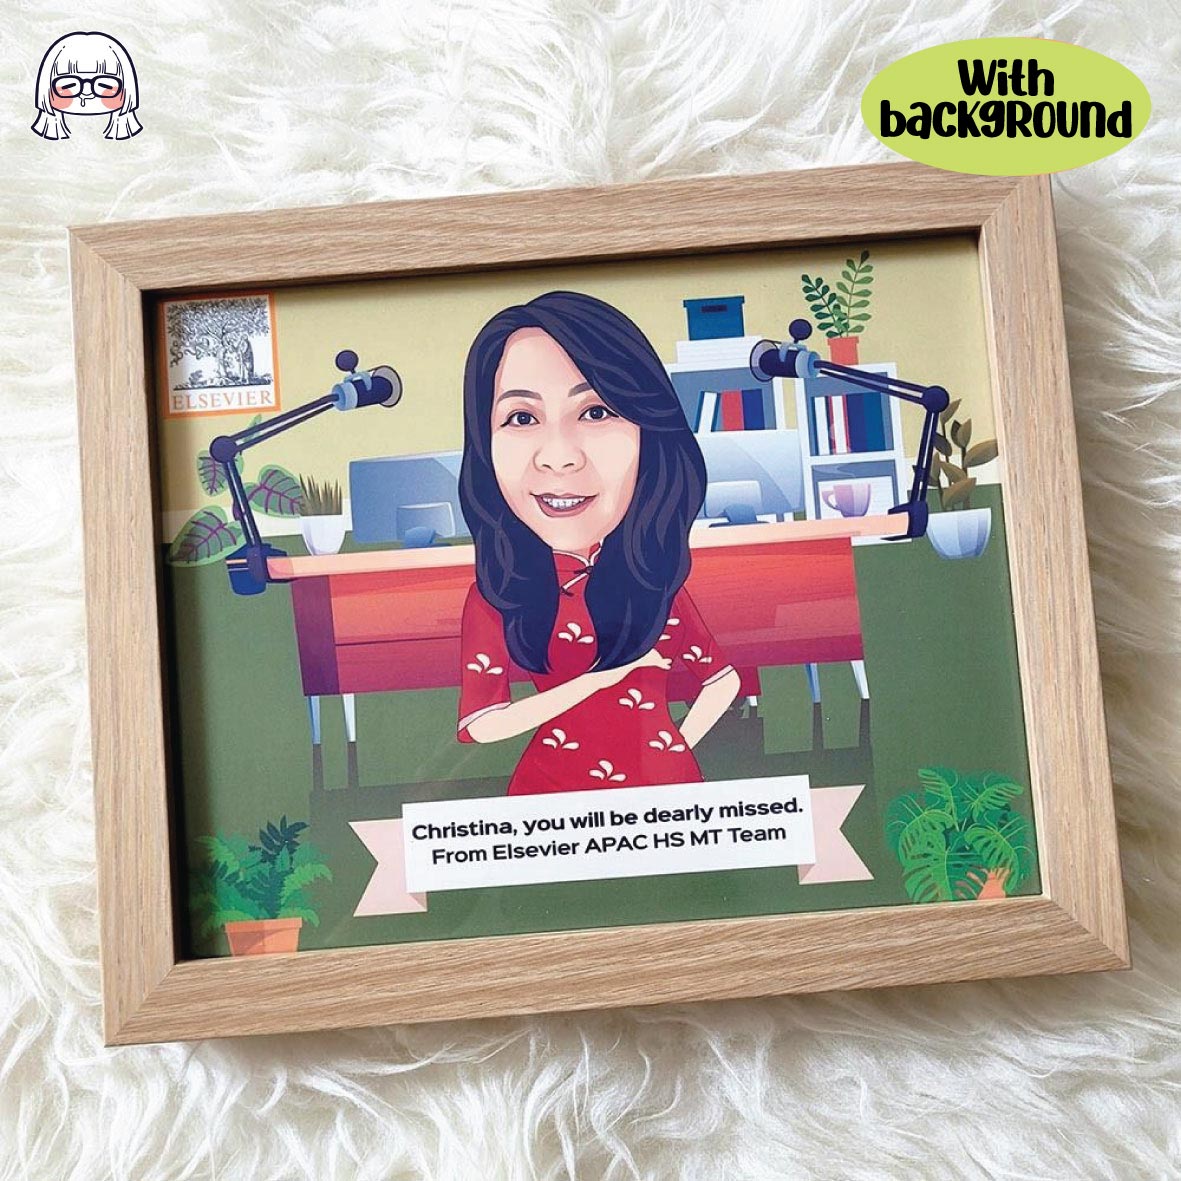 With
background
ELSEVIER
Christina, you will be dearly missed.
From Elsevier APAC HS MT Team